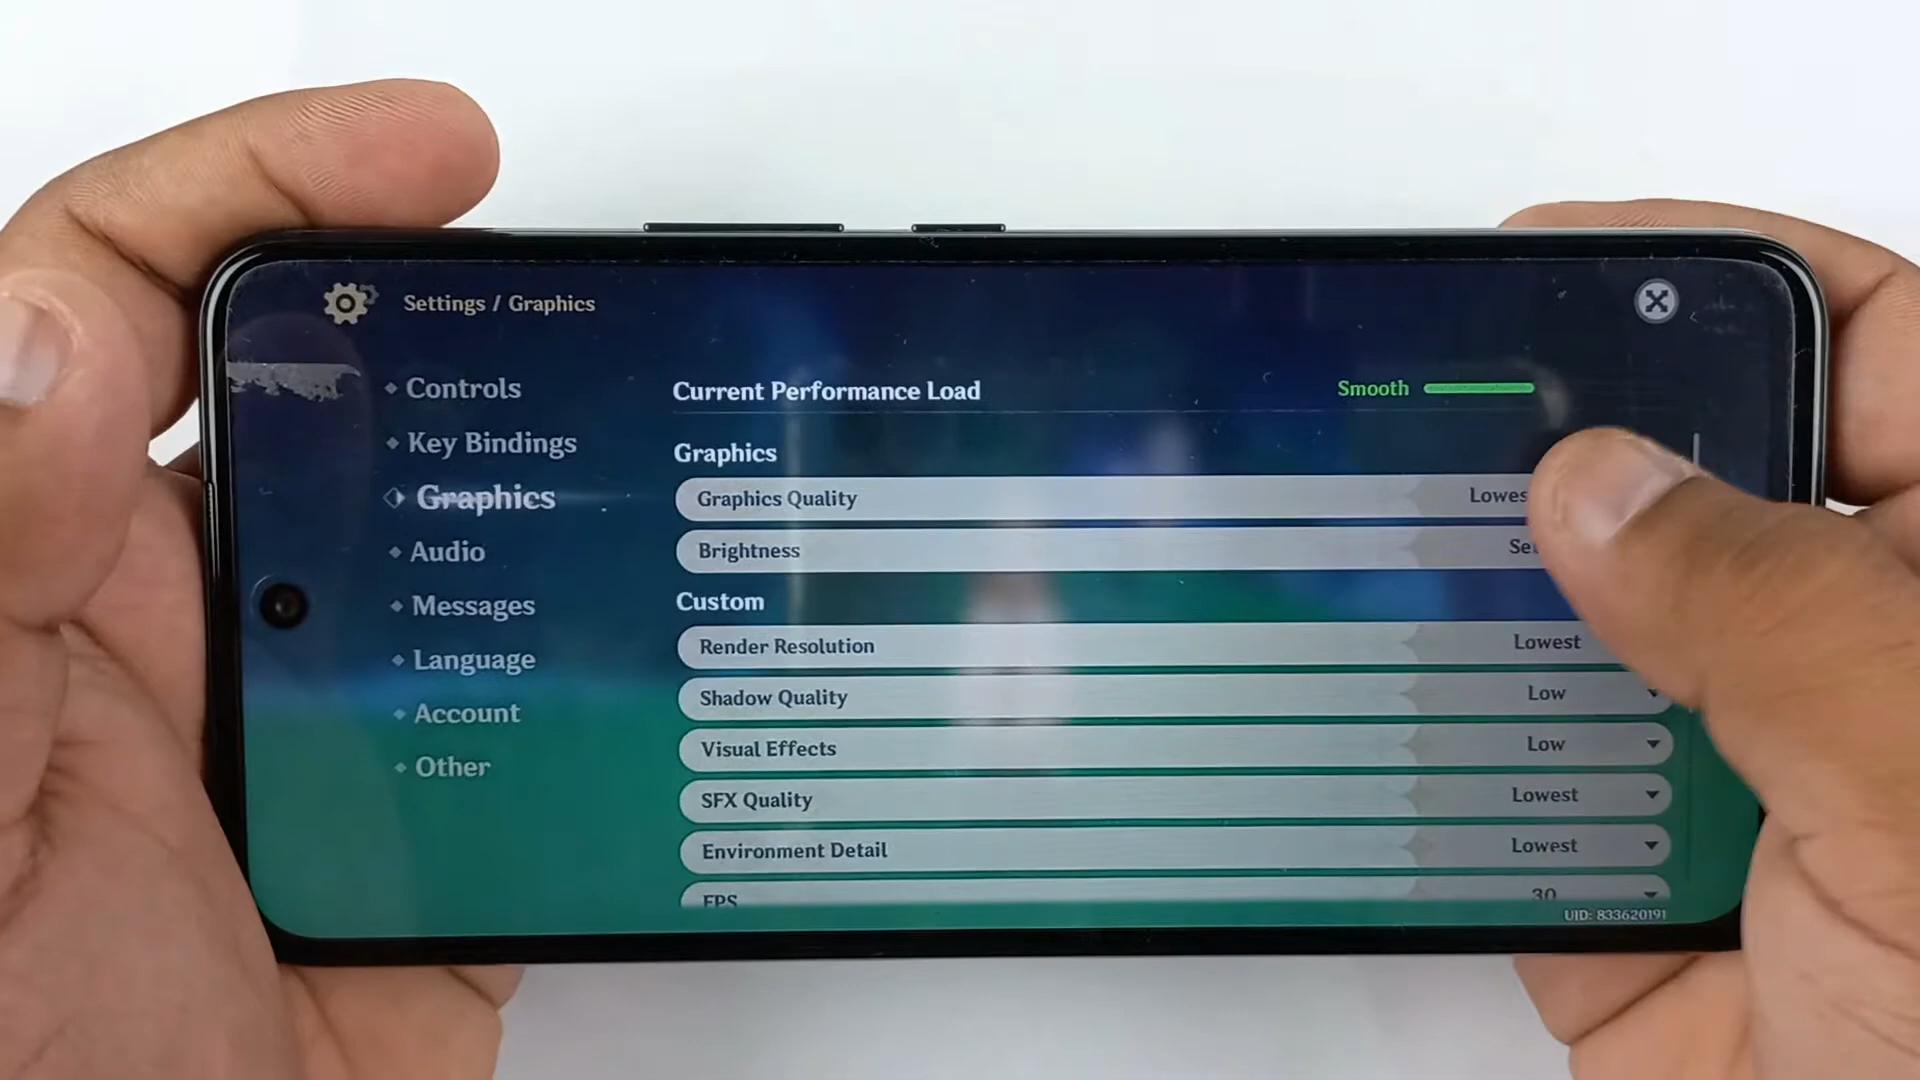 Settings / Graphics
Controls
Key Bindings
Graphics
Audio
Messages
Language
Account
Other
Current Performance Load
Smooth
Graphics
Graphics Quality
Brightness
Custom
Render Resolution Lowest
Shadow Quality Low
Visual Effects Low
SFX Quality Lowest
Environment Detail Lowest
FPS 30
UID: 833620191